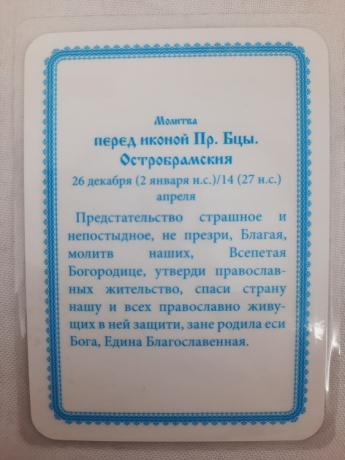 Молитва
перед иконой Пр. Бцы.
Остробрамския
26 декабря (2 января н.с.)/14 (27 н.с.)
апреля
Предстательство страшное и
непостыдное, не презри, Благая,
молитв наших, Всепетая
Богородице, утверди православ-
ных жительство, спаси страну
нашу и всех православно живу-
щих в ней защити, зане родила еси
Бога, Едина Благославенная.